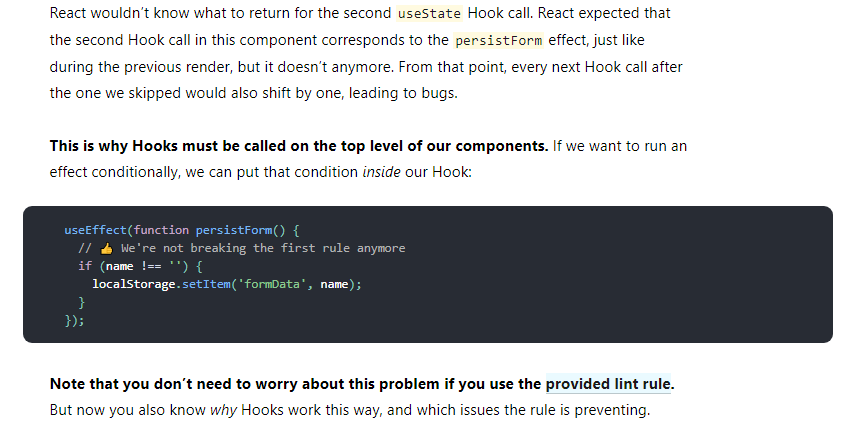 React wouldn’t know what to return for the second useState Hook call. React expected that
the second Hook call in this component corresponds to the persistForm effect, just like
during the previous render, but it doesn’t anymore. From that point, every next Hook call after
the one we skipped would also shift by one, leading to bugs.
This is why Hooks must be called on the top level of our components. If we want to run an
effect conditionally, we can put that condition inside our Hook:
useEffect(function persistForm() {
  // 👍 We're not breaking the first rule anymore
  if (name !== '') {
    localStorage.setItem('formData', name);
  }
});
Note that you don’t need to worry about this problem if you use the provided lint rule.
But now you also know why Hooks work this way, and which issues the rule is preventing.